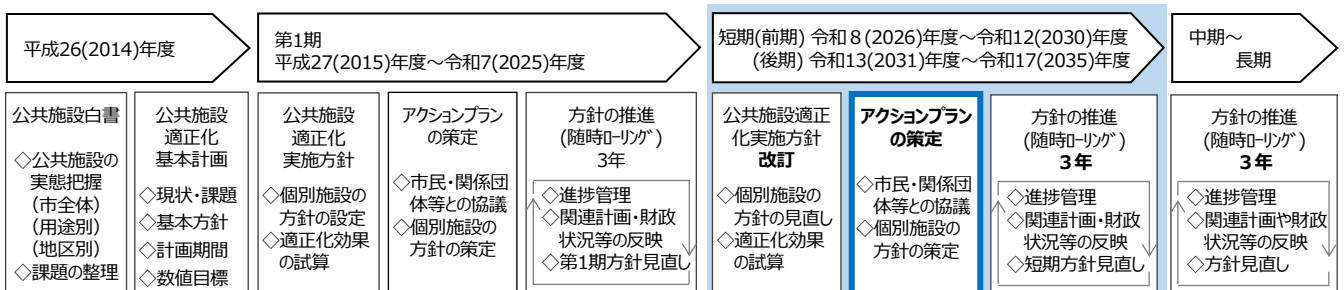 平成26(2014)年度
第1期
平成27(2015)年度～令和7(2025)年度
短期(前期) 令和８(2026)年度～令和12(2030)年度
(後期) 令和13(2031)年度～令和17(2035)年度
中期～
長期
公共施設白書
◇公共施設の
実態把握
(市全体)
(用途別)
(地区別)
◇課題の整理
公共施設
適正化
基本計画
◇現状・課題
◇基本方針
◇計画期間
◇数値目標
公共施設
適正化
実施方針
◇個別施設の
方針の設定
◇適正化効果
の試算
アクションプラン
の策定
◇市民・関係団
体等との協議
◇個別施設の
方針の策定
方針の推進
(随時ﾛｰﾘﾝｸﾞ)
3年
◇進捗管理
◇関連計画・財政
状況等の反映
◇第1期方針見直し
公共施設適正
化実施方針
改訂
◇個別施設の
方針の見直し
◇適正化効果
の試算
アクションプラン
の策定
◇市民・関係団
体等との協議
◇個別施設の
方針の策定
方針の推進
(随時ﾛｰﾘﾝｸﾞ)
３年
◇進捗管理
◇関連計画・財政
状況等の反映
◇短期方針見直し
方針の推進
(随時ﾛｰﾘﾝｸﾞ)
３年
◇進捗管理
◇関連計画や財政
状況等の反映
◇方針見直し